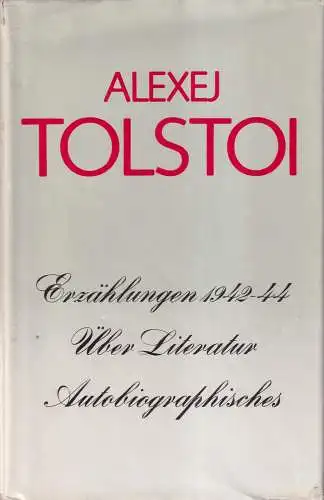 ALEXEJ
TOLSTOI
Erzählungen 1942-44
Über Literatur
Autobiographisches